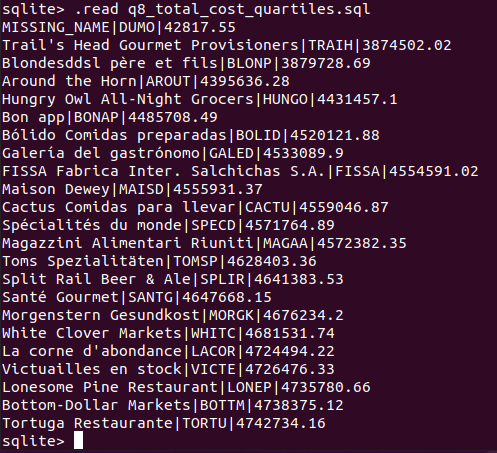 sqlite> .read q8_total_cost_quartiles.sql
MISSING_NAME|DUMO|42817.55
Trail's Head Gourmet Provisioners|TRAIH|3874502.02
Blondesddsl père et fils|BLONP|3879728.69
Around the Horn|AROUT|4395636.28
Hungry Owl All-Night Grocers|HUNGO|4431457.1
Bon app|BONAP|4485708.49
Bólido Comidas preparadas|BOLID|4520121.88
Galería del gastrónomo|GALED|4533089.9
FISSA Fabrica Inter. Salchichas S.A.|FISSA|4554591.02
Maison Dewey|MAISD|4555931.37
Cactus Comidas para llevar|CACTU|4559046.87
Spécialités du monde|SPECD|4571764.89
Magazzini Alimentari Riuniti|MAGAA|4572382.35
Toms Spezialitäten|TOMSP|4628403.36
Split Rail Beer & Ale|SPLIR|4641383.53
Santé Gourmet|SANTG|4647668.15
Morgenstern Gesundkost|MORGK|4676234.2
White Clover Markets|WHITC|4681531.74
La corne d'abondance|LACOR|4724494.22
Victuailles en stock|VICTE|4726476.33
Lonesome Pine Restaurant|LONEP|4735780.66
Bottom-Dollar Markets|BOTTM|4738375.12
Tortuga Restaurante|TORTU|4742734.16
sqlite>